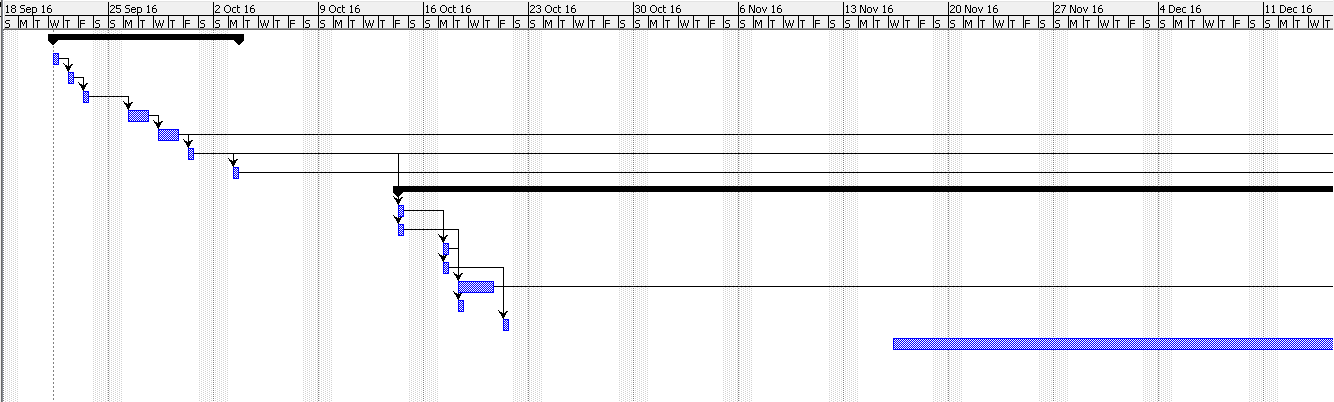 18 Sep 16 25 Sep 16 2 Oct 16 9 Oct 16 16 Oct 16 23 Oct 16 30 Oct 16 6 Nov 16 13 Nov 16 20 Nov 16 27 Nov 16 4 Dec 16 11 Dec 16
S M T W T F S S M T W T F S S M T W T F S S M T W T F S S M T W T F S S M T W T F S S M T W T F S S M T W T F S S M T W T F S S M T W T F S S M T W T F S S M T W T F S S M T W T